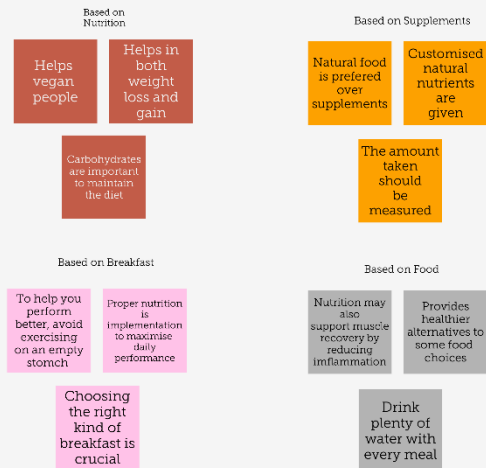 Based on
Nutrition
Helps
vegan
people
Helps in
both
weight
loss and
gain
Carbohydrates
are important
to maintain
the diet
Based on Supplements
Natural food
is prefered
over
supplements
Customised
natural
nutrients
are
given
The amount
taken
should
be
measured
Based on Breakfast
To help you
perform
better, avoid
exercising
on an empty
stomch
Proper nutrition
is
implementation
to maximise
daily
performance
Choosing
the right
kind of
breakfast is
crucial
Based on Food
Nutrition may
also
support muscle
recovery by
reducing
imflammation
Provides
healthier
alternatives to
some food
choices
Drink
plenty of
water with
every meal